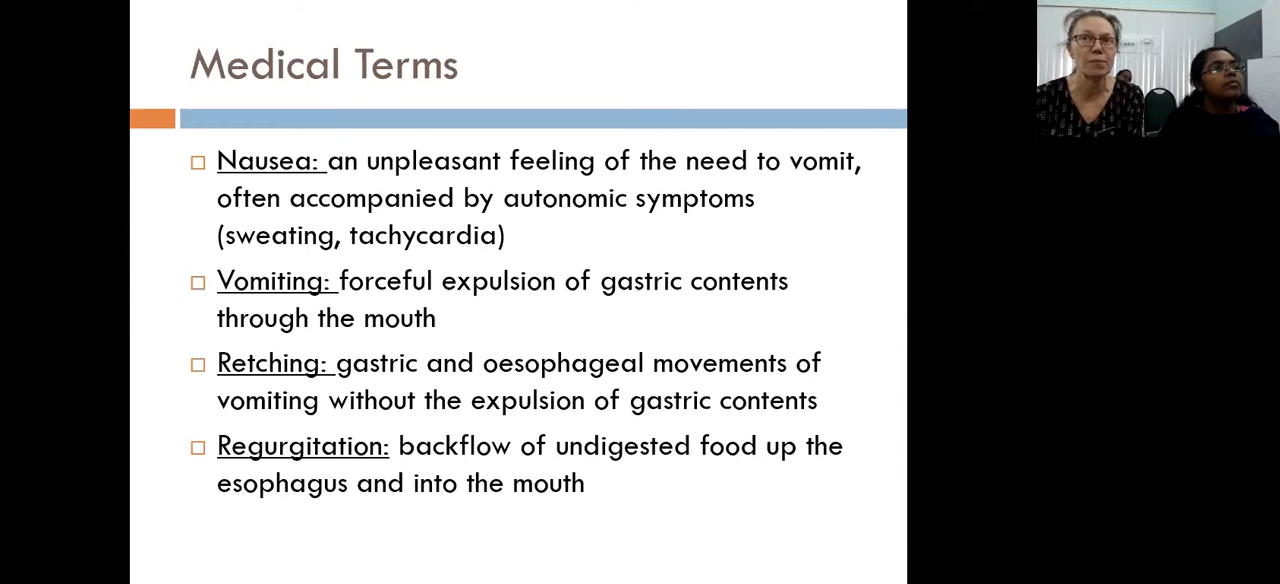 Medical Terms
Nausea: an unpleasant feeling of the need to vomit,
often accompanied by autonomic symptoms
(sweating, tachycardia)
Vomiting: forceful expulsion of gastric contents
through the mouth
Retching: gastric and oesophageal movements of
vomiting without the expulsion of gastric contents
Regurgitation: backflow of undigested food up the
esophagus and into the mouth